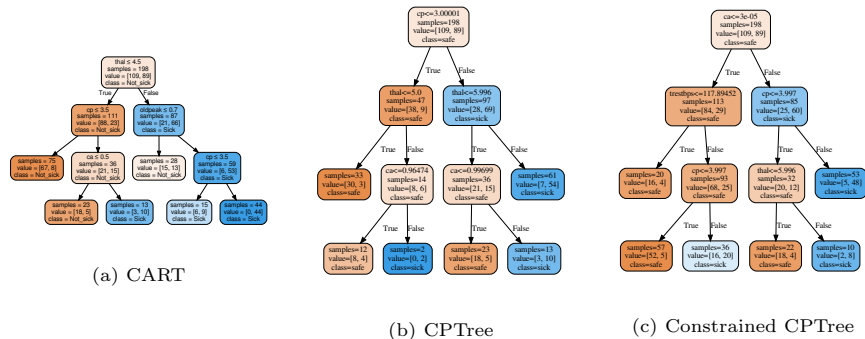 thal ≤ 4.5
samples = 198
value = [109, 89]
class = Not_sick
True
False
cp ≤ 3.5
samples = 111
value = [88, 23]
class = Not_sick
oldpeak ≤ 0.7
samples = 87
value = [21, 66]
class = Sick
samples = 75
value = [67, 8]
class = Not_sick
ca ≤ 0.5
samples = 36
value = [21, 15]
class = Not_sick
samples = 28
value = [15, 13]
class = Not_sick
cp ≤ 3.5
samples = 59
value = [6, 53]
class = Sick
samples = 23
value = [18, 5]
class = Not_sick
samples = 13
value = [3, 10]
class = Sick
samples = 15
value = [6, 9]
class = Sick
samples = 44
value = [0, 44]
class = Sick
(a) CART
cp<=3.00001
samples=198
value=[109, 89]
class=safe
True
False
thal<=5.0
samples=47
value=[38, 9]
class=safe
thal<=5.996
samples=97
value=[28, 69]
class=sick
True
False
True
False
samples=33
value=[30, 3]
class=safe
ca<=0.96474
samples=14
value=[8, 6]
class=safe
ca<=0.99699
samples=36
value=[21, 15]
class=safe
samples=61
value=[7, 54]
class=sick
True
False
True
False
samples=12
value=[8, 4]
class=safe
samples=2
value=[0, 2]
class=sick
samples=23
value=[18, 5]
class=safe
samples=13
value=[3, 10]
class=sick
(b) CPTree
ca<=3e-05
samples=198
value=[109, 89]
class=safe
True
False
trestbps<=117.89452
samples=113
value=[84, 29]
class=safe
cp<=3.997
samples=85
value=[25, 60]
class=sick
True
False
True
False
samples=20
value=[16, 4]
class=safe
cp<=3.997
samples=93
value=[68, 25]
class=safe
thal<=5.996
samples=32
value=[20, 12]
class=safe
samples=53
value=[5, 48]
class=sick
True
False
True
False
samples=57
value=[52, 5]
class=safe
samples=36
value=[16, 20]
class=sick
samples=22
value=[18, 4]
class=safe
samples=10
value=[2, 8]
class=sick
(c) Constrained CPTree